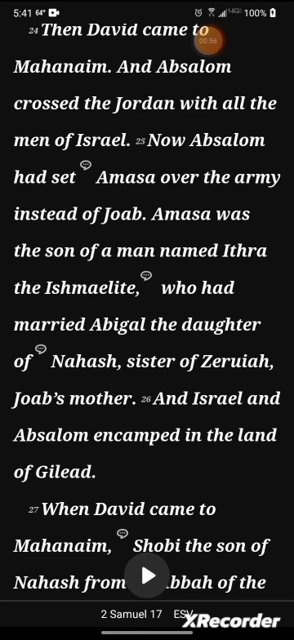 5:41 64° 100%
24 Then David came to
00:56
Mahanaim. And Absalom
crossed the Jordan with all the
men of Israel. 25 Now Absalom
had set Amasa over the army
instead of Joab. Amasa was
the son of a man named Ithra
the Ishmaelite, who had
married Abigal the daughter
of Nahash, sister of Zeruiah,
Joab's mother. 26 And Israel and
Absalom encamped in the land
of Gilead.
27 When David came to
Mahanaim, Shobi the son of
Nahash from bbah of the
2 Samuel 17 ESV
XRecorder